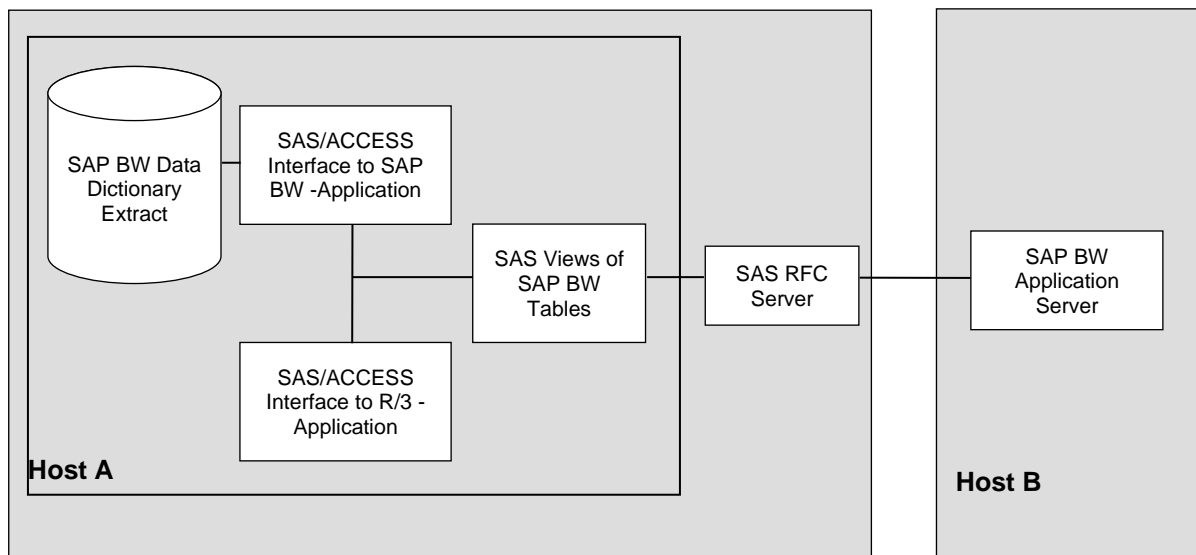 SAP BW Data
Dictionary
Extract
SAS/ACCESS
Interface to SAP
BW -Application
SAS Views of
SAP BW
Tables
SAS RFC
Server
SAP BW
Application
Server
SAS/ACCESS
Interface to R/3 -
Application
Host A
Host B